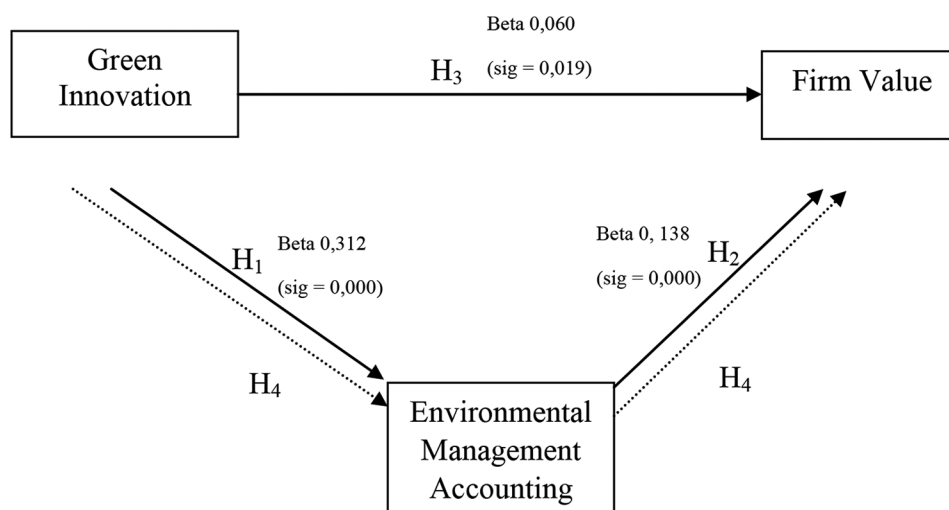 Green
Innovation
Beta 0,060
(sig = 0,019)
H₃
Firm Value
Beta 0,312
H₁
(sig = 0,000)
Beta 0, 138
H₂
(sig = 0,000)
H₄
H₄
Environmental
Management
Accounting